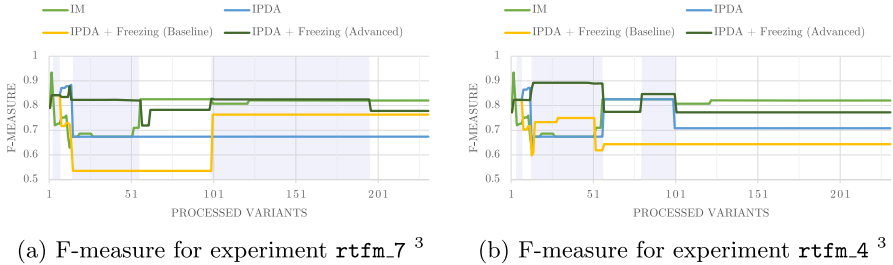 IM
IPDA
IPDA + Freezing (Baseline)
IPDA + Freezing (Advanced)
F-MEASURE
1
0.9
0.8
0.7
0.6
0.5
1
51
101
151
201
PROCESSED VARIANTS
(a) F-measure for experiment rtfm_7 3
IM
IPDA
IPDA + Freezing (Baseline)
IPDA + Freezing (Advanced)
F-MEASURE
1
0.9
0.8
0.7
0.6
0.5
1
51
101
151
201
PROCESSED VARIANTS
(b) F-measure for experiment rtfm_4 3